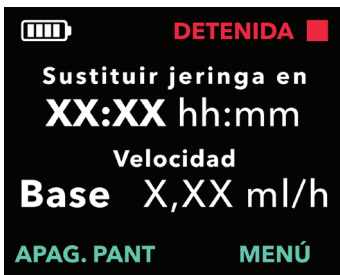 DETENIDA
Sustituir jeringa en
XX:XX hh:mm
Velocidad
Base X,XX ml/h
APAG. PANT MENÚ